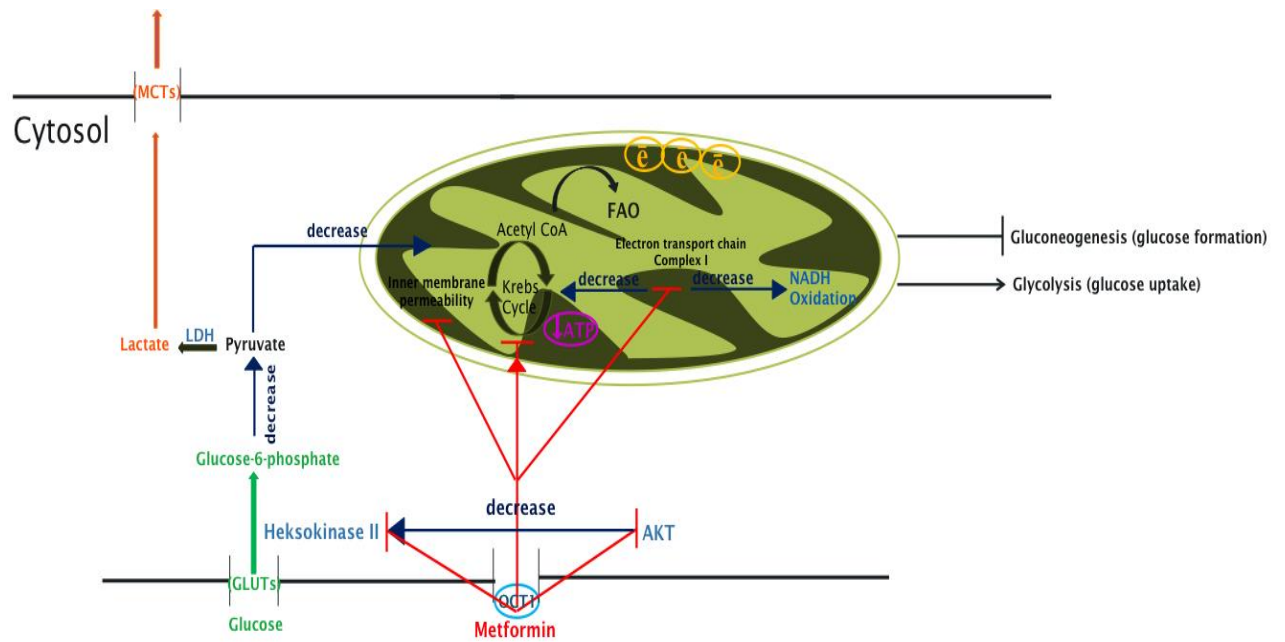 (MCTs)
Cytosol
ē ē ē
FAO
decrease
Acetyl CoA
Electron transport chain
Complex I
Gluconeogenesis (glucose formation)
Inner membrane
permeability
Krebs
Cycle
decrease
decrease
NADH
Oxidation
Glycolysis (glucose uptake)
↓ATP
Lactate
LDH
Pyruvate
decrease
Glucose-6-phosphate
decrease
Heksokinase II
AKT
(GLUTs)
OCT1
Glucose
Metformin